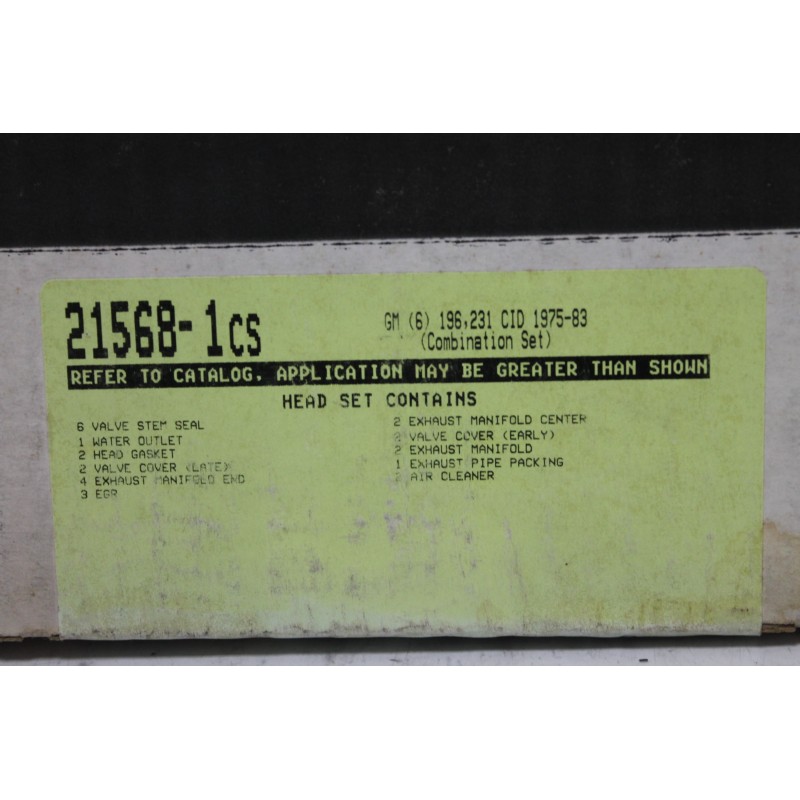 21568-1CS
GM (6) 196,231 CID 1975-83
(Combination Set)
REFER TO CATALOG, APPLICATION MAY BE GREATER THAN SHOWN
HEAD SET CONTAINS
6 VALVE STEM SEAL
1 WATER OUTLET
2 HEAD GASKET
2 VALVE COVER (LATE)
4 EXHAUST MANIFOLD END
3 EGR
2 EXHAUST MANIFOLD CENTER
2 VALVE COVER (EARLY)
2 EXHAUST MANIFOLD
1 EXHAUST PIPE PACKING
AIR CLEANER